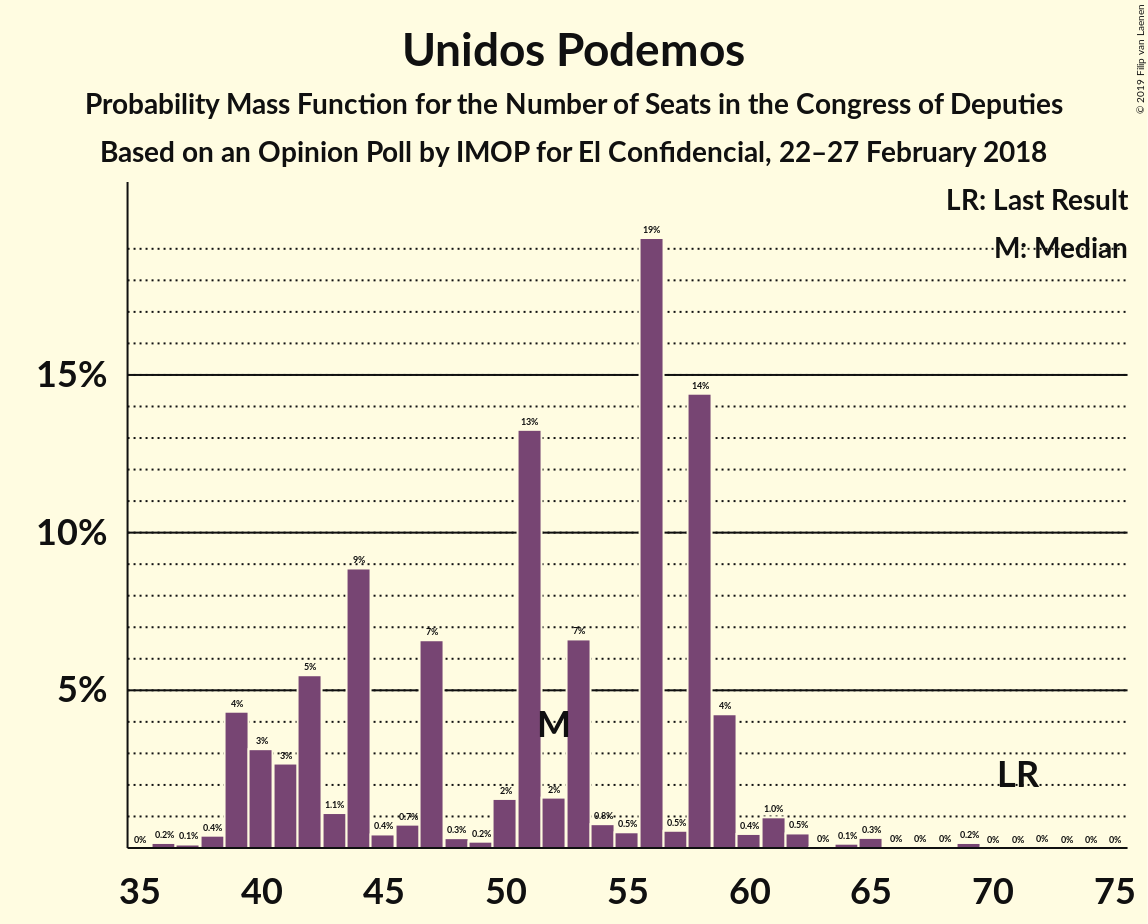 Unidos Podemos
Probability Mass Function for the Number of Seats in the Congress of Deputies
Based on an Opinion Poll by IMOP for El Confidencial, 22–27 February 2018
© 2019 Filip van Laenen
LR: Last Result
M: Median
15%
10%
5%
0% 0.2% 0.1% 0.4% 4% 3% 3% 5% 1.1% 9% 0.4% 0.7% 7% 0.3% 0.2% 2% 13% 2% 7% 0.8% 0.5% 19% 0.5% 14% 4% 0.4% 1.0% 0.5% 0% 0.1% 0.3% 0% 0% 0% 0.2% 0% 0% 0% 0% 0% 0%
M
LR
35 40 45 50 55 60 65 70 75